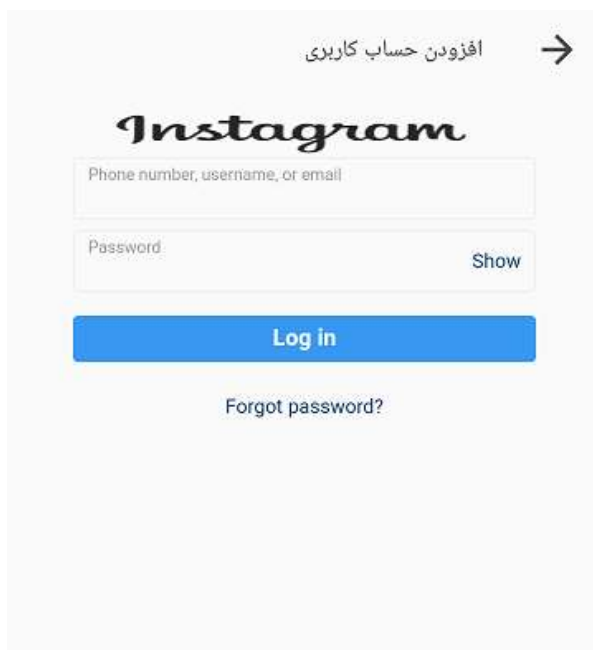 افزودن حساب کاربری
Instagram
Phone number, username, or email
Password
Show
Log in
Forgot password?